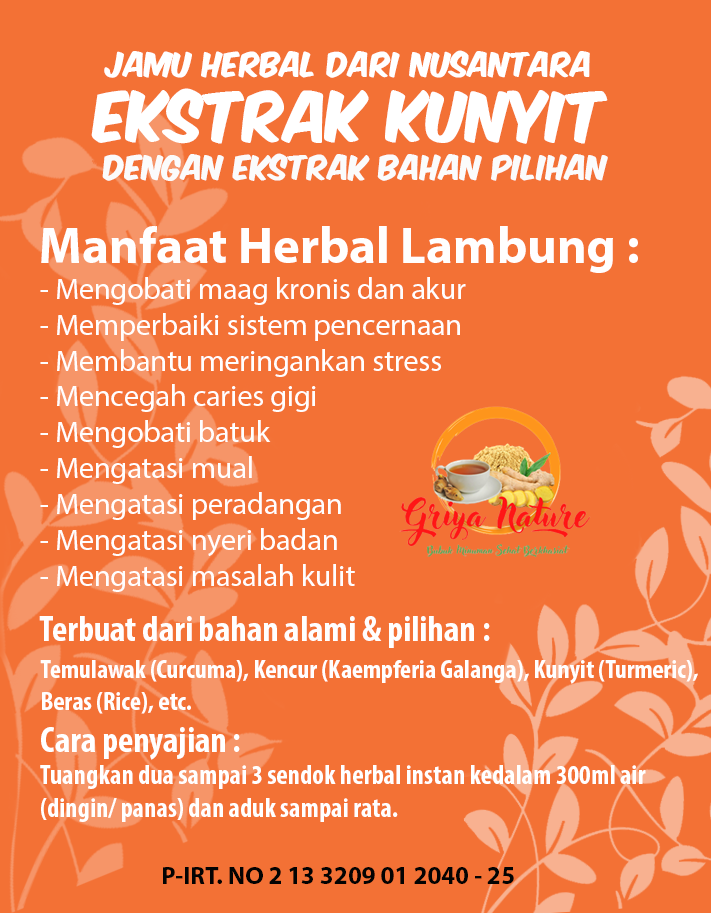 JAMU HERBAL DARI NUSANTARA
EKSTRAK KUNYIT
DENGAN EKSTRAK BAHAN PILIHAN
Manfaat Herbal Lambung :
- Mengobati maag kronis dan akur
- Memperbaiki sistem pencernaan
- Membantu meringankan stress
- Mencegah caries gigi
- Mengobati batuk
- Mengatasi mual
- Mengatasi peradangan
- Mengatasi nyeri badan
- Mengatasi masalah kulit
Griya Nature
Terbuat dari bahan alami & pilihan :
Temulawak (Curcuma), Kencur (Kaempferia Galanga), Kunyit (Turmeric),
Beras (Rice), etc.
Cara penyajian :
Tuangkan dua sampai 3 sendok herbal instan kedalam 300ml air
(dingin/ panas) dan aduk sampai rata.
P-IRT. NO 2 13 3209 01 2040 - 25